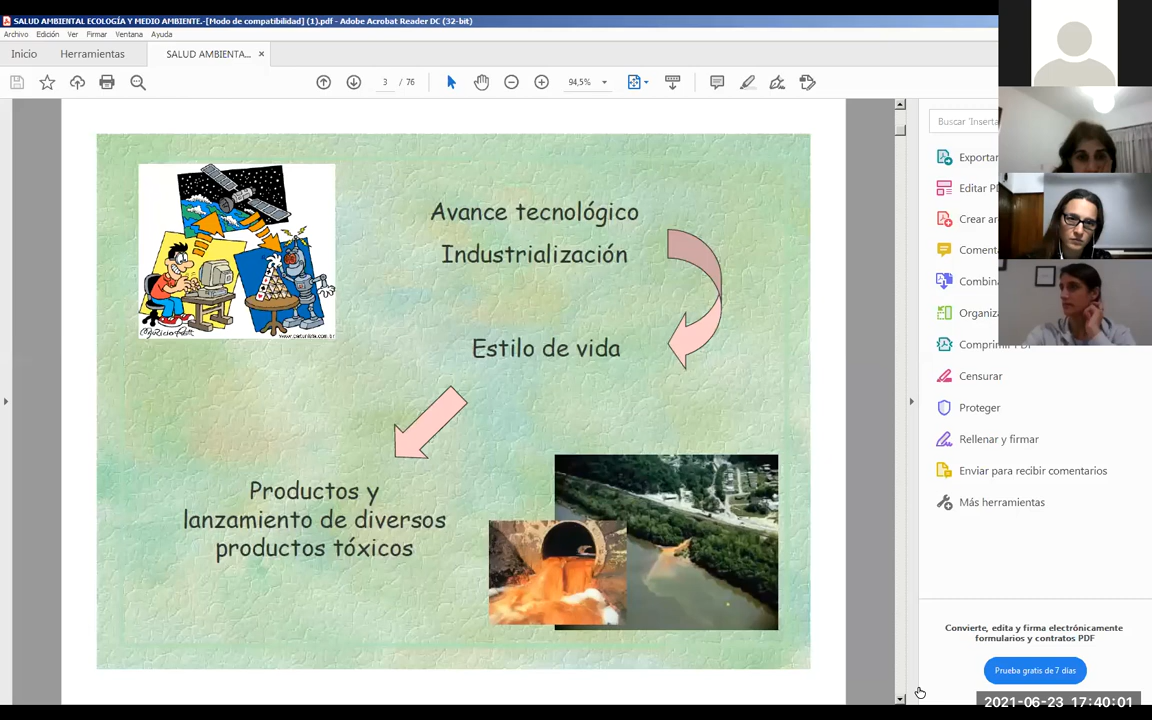 SALUD AMBIENTAL ECOLOGÍA Y MEDIO AMBIENTE.-[Modo de compatibilidad] (1).pdf - Adobe Acrobat Reader DC (32-bit)
Archivo Edición Ver Firmar Ventana Ayuda
Inicio Herramientas SALUD AMBIENTA... ×
3 / 76 94,5%
Buscar 'Inserta
Avance tecnológico
Industrialización
Estilo de vida
Productos y
lanzamiento de diversos
productos tóxicos
Exportar
Editar PD
Crear ar
Comenta
Combina
Organiza
Comprimir PDF
Censurar
Proteger
Rellenar y firmar
Enviar para recibir comentarios
Más herramientas
Convierte, edita y firma electrónicamente
formularios y contratos PDF
Prueba gratis de 7 días
2021-06-23 17:40:01